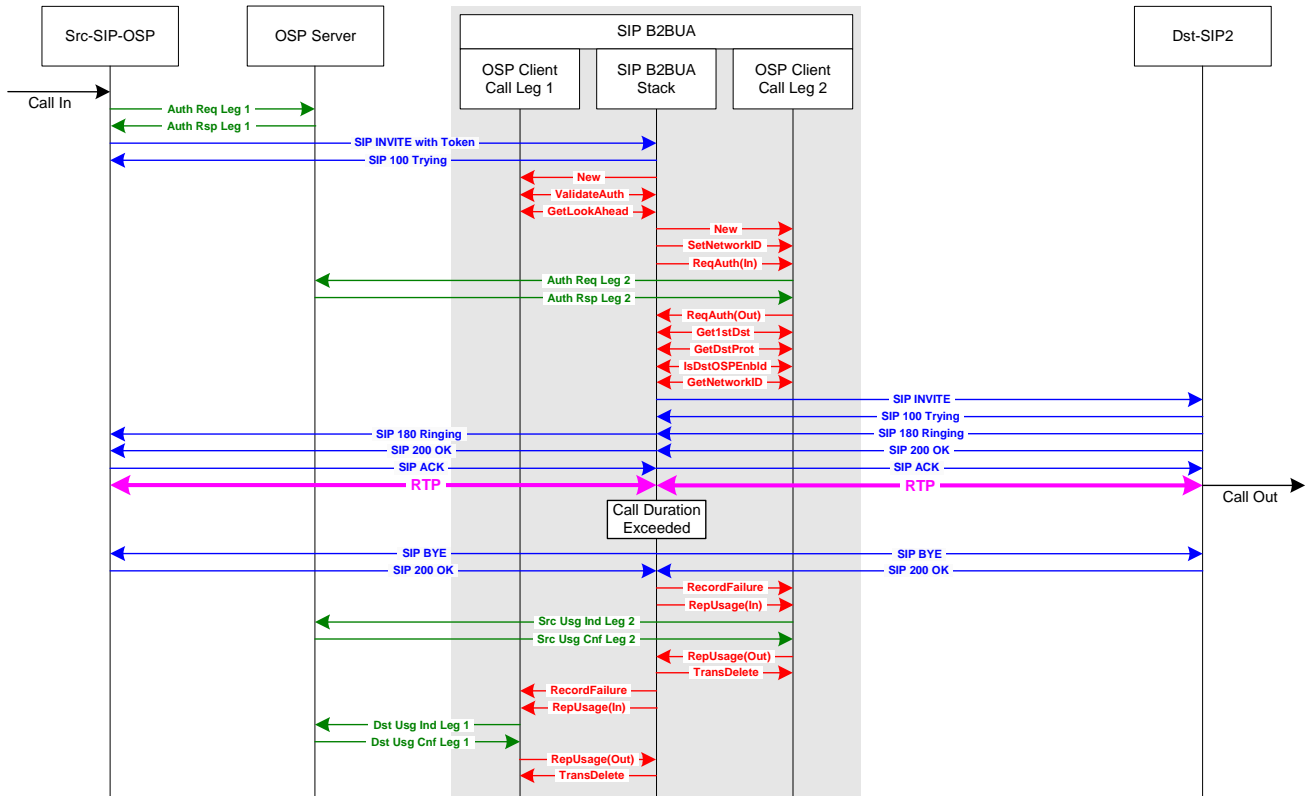 Src-SIP-OSP
OSP Server
SIP B2BUA
OSP Client
Call Leg 1
SIP B2BUA
Stack
OSP Client
Call Leg 2
Dst-SIP2
Call In
Auth Req Leg 1
Auth Rsp Leg 1
SIP INVITE with Token
SIP 100 Trying
New
ValidateAuth
GetLookAhead
New
SetNetworkID
ReqAuth(In)
Auth Req Leg 2
Auth Rsp Leg 2
ReqAuth(Out)
Get1stDst
GetDstProt
IsDstOSPEnbld
GetNetworkID
SIP INVITE
SIP 100 Trying
SIP 180 Ringing
SIP 180 Ringing
SIP 200 OK
SIP 200 OK
SIP ACK
SIP ACK
RTP
RTP
Call Out
Call Duration
Exceeded
SIP BYE
SIP BYE
SIP 200 OK
SIP 200 OK
RecordFailure
RepUsage(In)
Src Usg Ind Leg 2
Src Usg Cnf Leg 2
RepUsage(Out)
TransDelete
RecordFailure
RepUsage(In)
Dst Usg Ind Leg 1
Dst Usg Cnf Leg 1
RepUsage(Out)
TransDelete